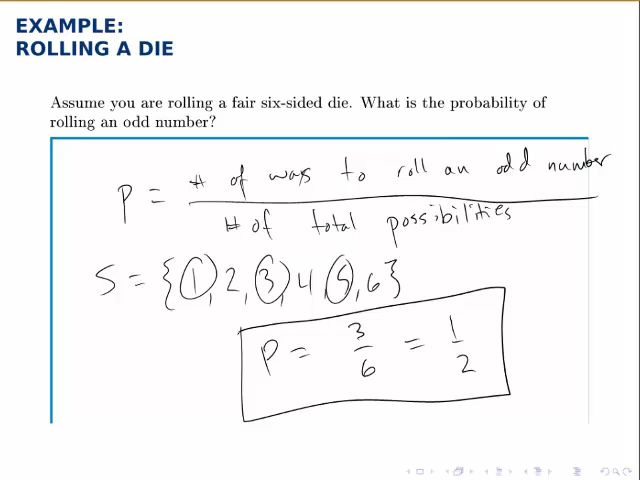 EXAMPLE:
ROLLING A DIE
Assume you are rolling a fair six-sided die. What is the probability of
rolling an odd number?
P = # of ways to roll an odd number
# of total possibilities
S = {1, 2, 3, 4, 5, 6}
P = 3/6 = 1/2